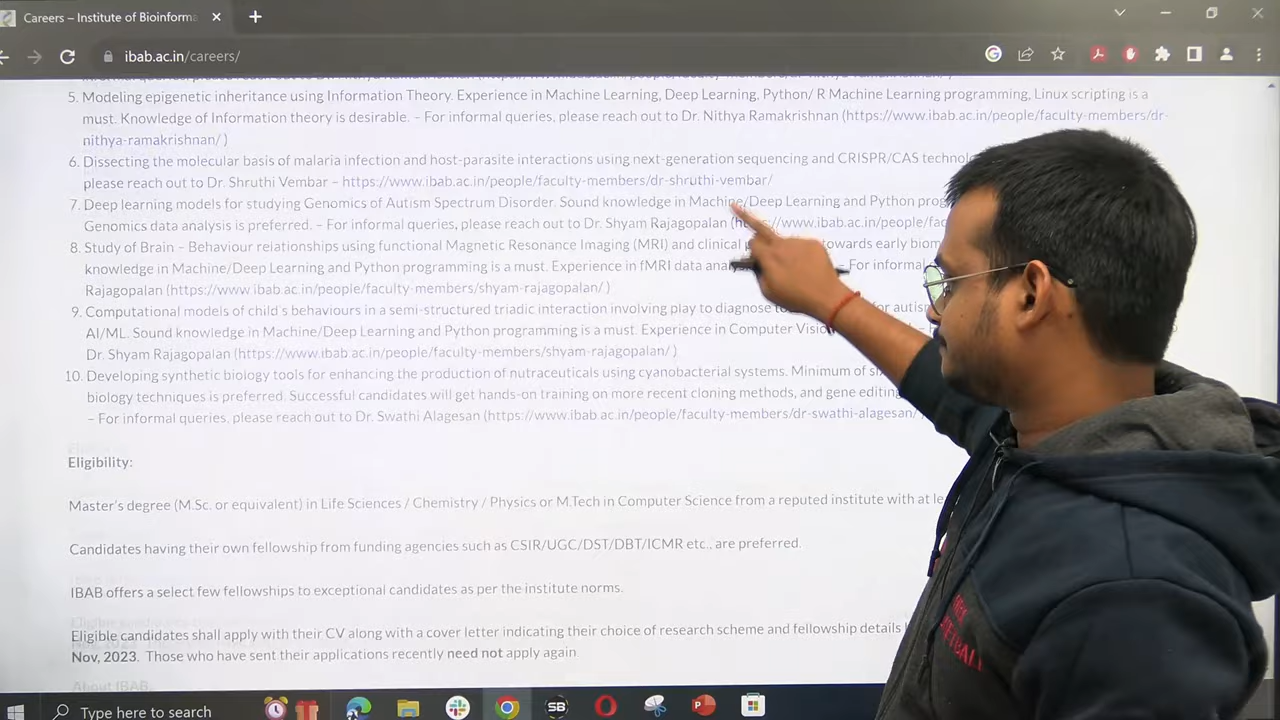 Careers – Institute of Bioinforma
ibab.ac.in/careers/
5. Modeling epigenetic inheritance using Information Theory. Experience in Machine Learning, Deep Learning, Python/ R Machine Learning programming, Linux scripting is a
must. Knowledge of Information theory is desirable. – For informal queries, please reach out to Dr. Nithya Ramakrishnan (https://www.ibab.ac.in/people/faculty-members/dr-
nithya-ramakrishnan/ )
6. Dissecting the molecular basis of malaria infection and host-parasite interactions using next-generation sequencing and CRISPR/CAS
please reach out to Dr. Shruthi Vembar – https://www.ibab.ac.in/people/faculty-members/dr-shruthi-vembar/
7. Deep learning models for studying Genomics of Autism Spectrum Disorder. Sound knowledge in Machine/Deep Learning and Python
Genomics data analysis is preferred. – For informal queries, please reach out to Dr. Shyam Rajagopalan
8. Study of Brain – Behaviour relationships using functional Magnetic Resonance Imaging (MRI) and clinical towards early
knowledge in Machine/Deep Learning and Python programming is a must. Experience in fMRI data – For informal
Rajagopalan (https://www.ibab.ac.in/people/faculty-members/shyam-rajagopalan/ )
9. Computational models of child's behaviours in a semi-structured triadic interaction involving play to diagnose for
AI/ML. Sound knowledge in Machine/Deep Learning and Python programming is a must. Experience in Computer
Dr. Shyam Rajagopalan (https://www.ibab.ac.in/people/faculty-members/shyam-rajagopalan/ )
10. Developing synthetic biology tools for enhancing the production of nutraceuticals using cyanobacterial systems. Minimum of
biology techniques is preferred. Successful candidates will get hands-on training on more recent cloning methods, and gene editing
– For informal queries, please reach out to Dr. Swathi Alagesan (https://www.ibab.ac.in/people/faculty-members/dr-swathi-alagesan/
Eligibility:
Master's degree (M.Sc. or equivalent) in Life Sciences / Chemistry / Physics or M.Tech in Computer Science from a reputed institute with at
Candidates having their own fellowship from funding agencies such as CSIR/UGC/DST/DBT/ICMR etc., are preferred.
IBAB offers a select few fellowships to exceptional candidates as per the institute norms.
Eligible candidates shall apply with their CV along with a cover letter indicating their choice of research scheme and fellowship details
Nov, 2023. Those who have sent their applications recently need not apply again.
About IBAB
Type here to search